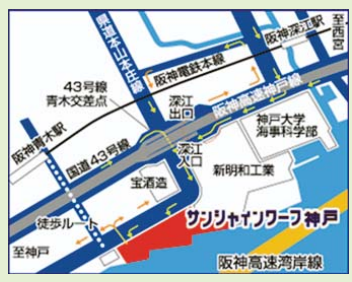 県道本山本庄線
阪神深江駅
至西宮
阪神電鉄本線
43号線
青木交差点
深江
出口
阪神高速神戸線
神戸大学
海事科学部
阪神青木駅
国道43号線
深江
入口
新明和工業
宝酒造
徒歩ルート
サンシャインワーフ神戸
至神戸
阪神高速湾岸線